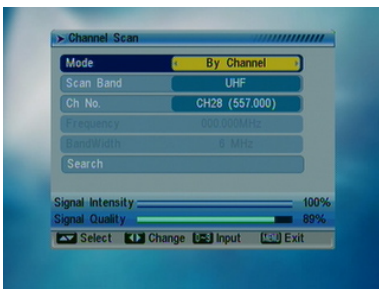 Channel Scan
Mode By Channel
Scan Band UHF
Ch No. CH28 (557.000)
Frequency 000.000MHz
BandWidth 8 MHz
Search
Signal Intensity 100%
Signal Quality 89%
Select Change Input MENU Exit